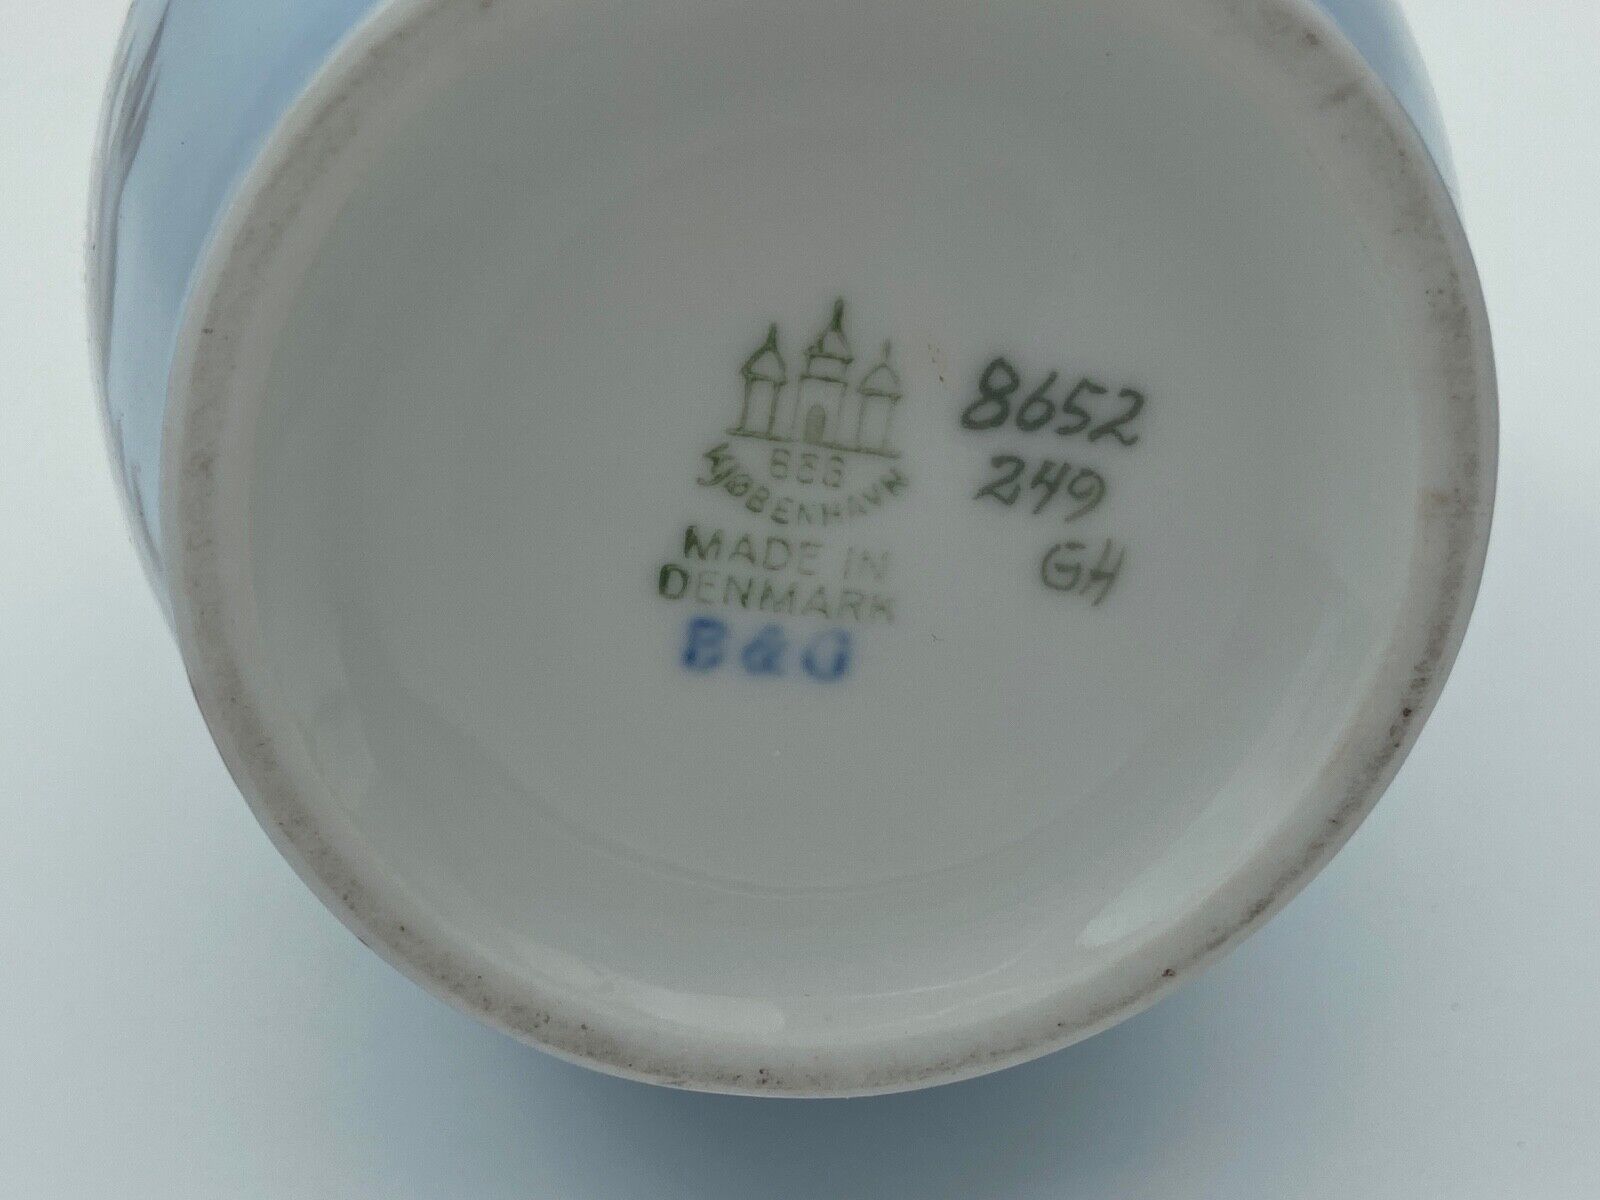 B&G
KJØBENHAVN
MADE IN
DENMARK
B & G
8652
249
GH